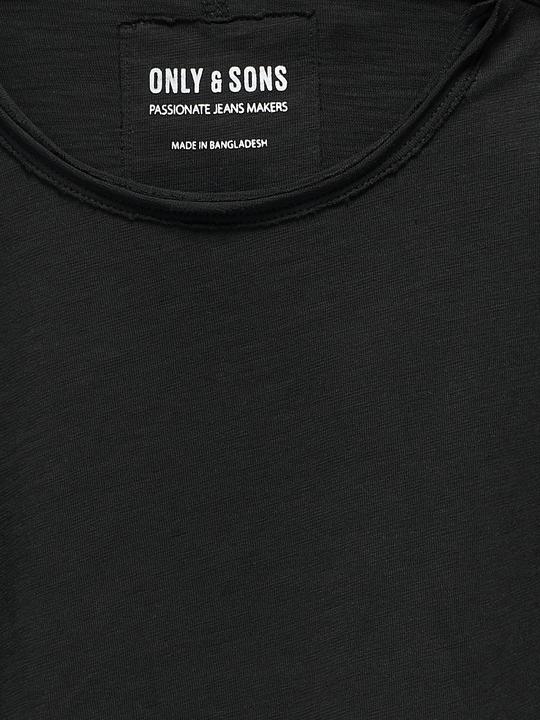 ONLY & SONS
PASSIONATE JEANS MAKERS
MADE IN BANGLADESH